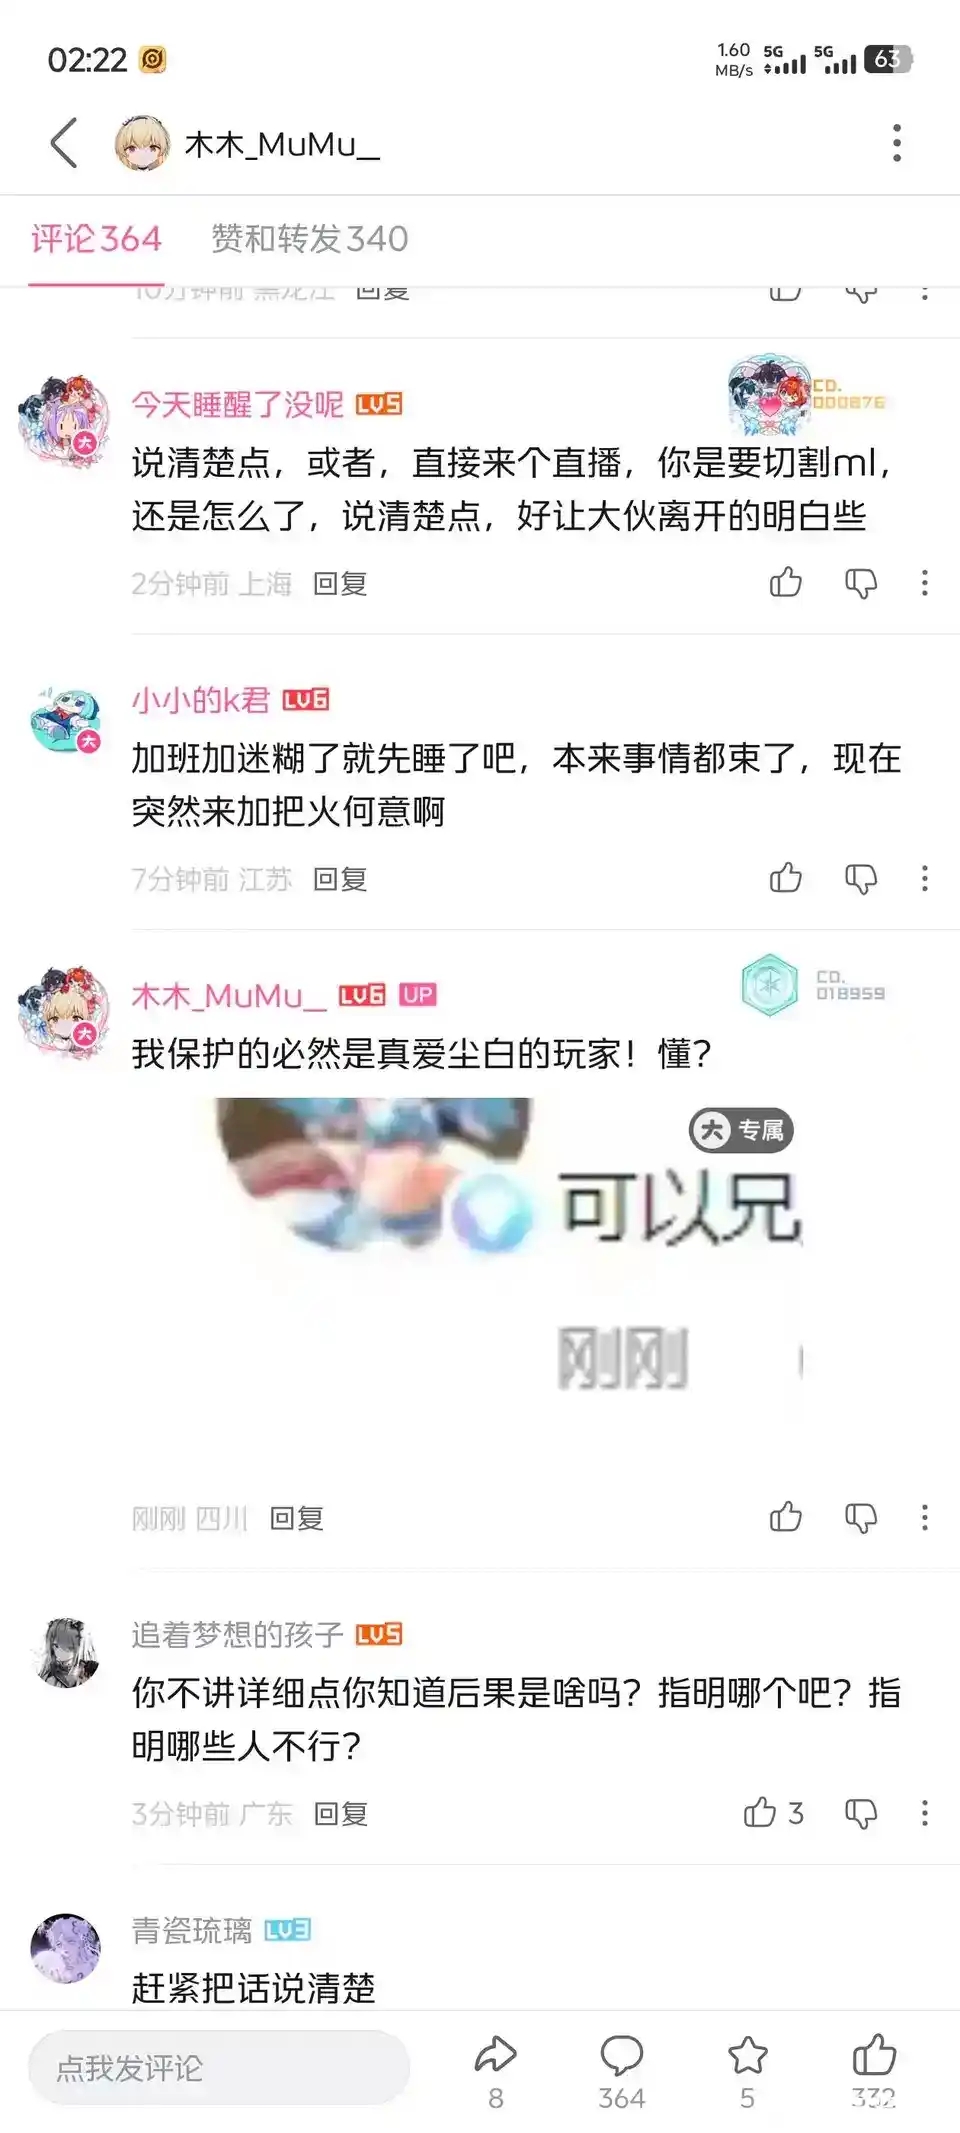 02:22
1.60 MB/s 5G 5G 63
木木_MuMu__
评论364 赞和转发340
10分钟前 黑龙江 回复
今天睡醒了没呢 LV5
CD.
000876
说清楚点，或者，直接来个直播，你是要切割ml，
还是怎么了，说清楚点，好让大伙离开的明白些
2分钟前 上海 回复
小小的k君 LV6
大
加班加迷糊了就先睡了吧，本来事情都束了，现在
突然来加把火何意啊
7分钟前 江苏 回复
木木_MuMu__ LV6 UP
大
CD.
018959
我保护的必然是真爱尘白的玩家！懂？
大 专属
可以兄
刚刚
刚刚 四川 回复
追着梦想的孩子 LV5
你不讲详细点你知道后果是啥吗？指明哪个吧？指
明哪些人不行？
3分钟前 广东 回复 3
青瓷琉璃 LV3
赶紧把话说清楚
点我发评论 8 364 5 332